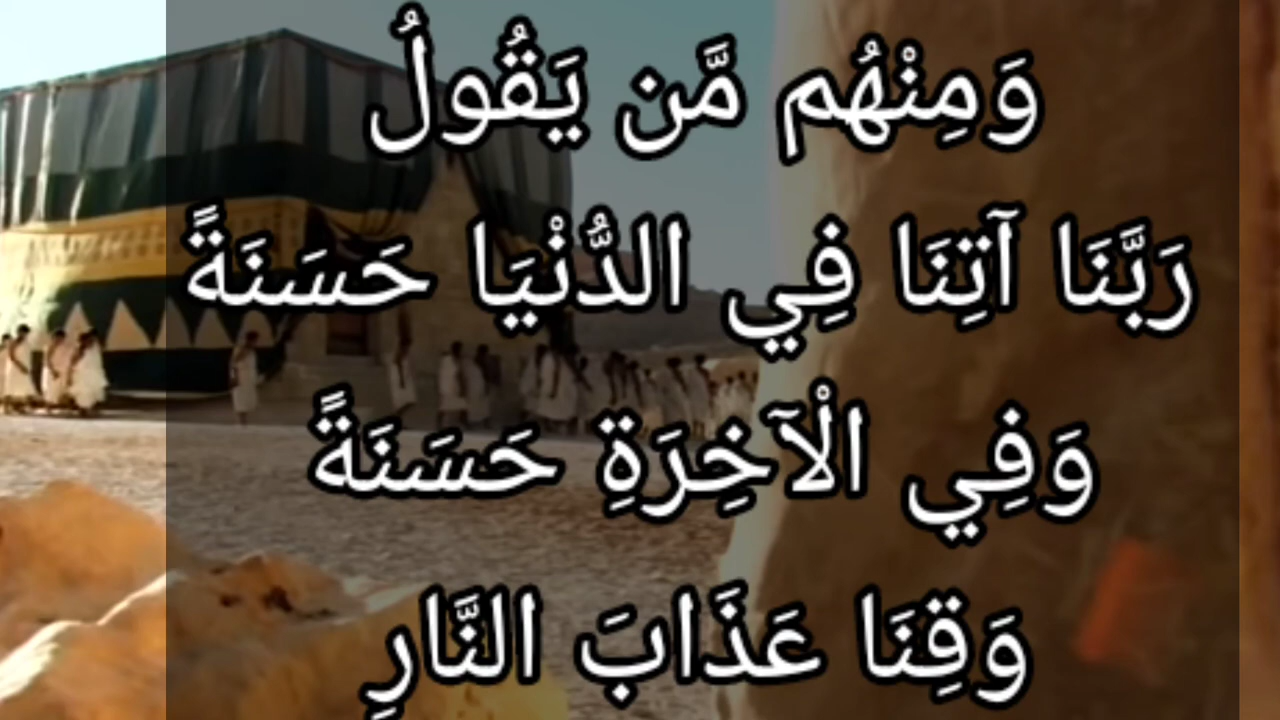 وَمِنْهُم مَّن يَقُولُ
رَبَّنَا آتِنَا فِي الدُّنْيَا حَسَنَةً
وَفِي الْآخِرَةِ حَسَنَةً
وَقِنَا عَذَابَ النَّارِ